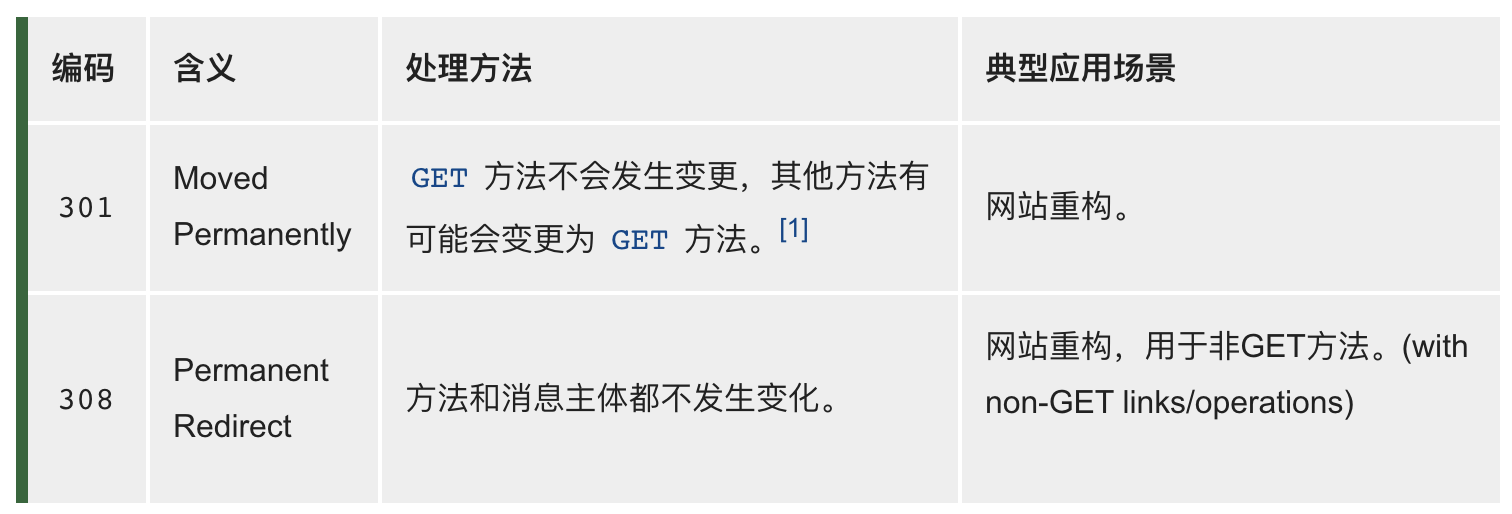 编码 含义 处理方法 典型应用场景
301
Moved
Permanently
GET 方法不会发生变更，其他方法有
可能会变更为 GET 方法。[1]
网站重构。
308
Permanent
Redirect
方法和消息主体都不发生变化。
网站重构，用于非GET方法。(with
non-GET links/operations)